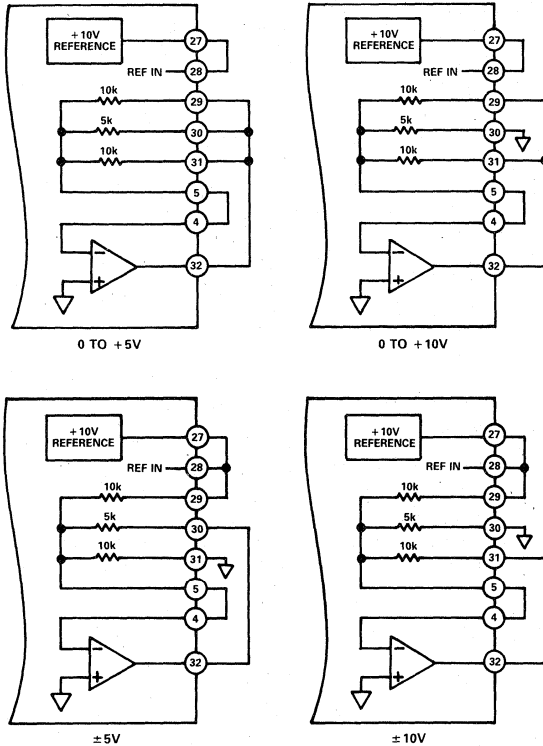 +10V
REFERENCE
27
REF IN
28
10k
29
5k
30
10k
31
5
4
−
+
32
0 TO +5V
+10V
REFERENCE
27
REF IN
28
10k
29
5k
30
10k
31
5
4
−
+
32
0 TO +10V
+10V
REFERENCE
27
REF IN
28
10k
29
5k
30
10k
31
5
4
−
+
32
±5V
+10V
REFERENCE
27
REF IN
28
10k
29
5k
30
10k
31
5
4
−
+
32
±10V